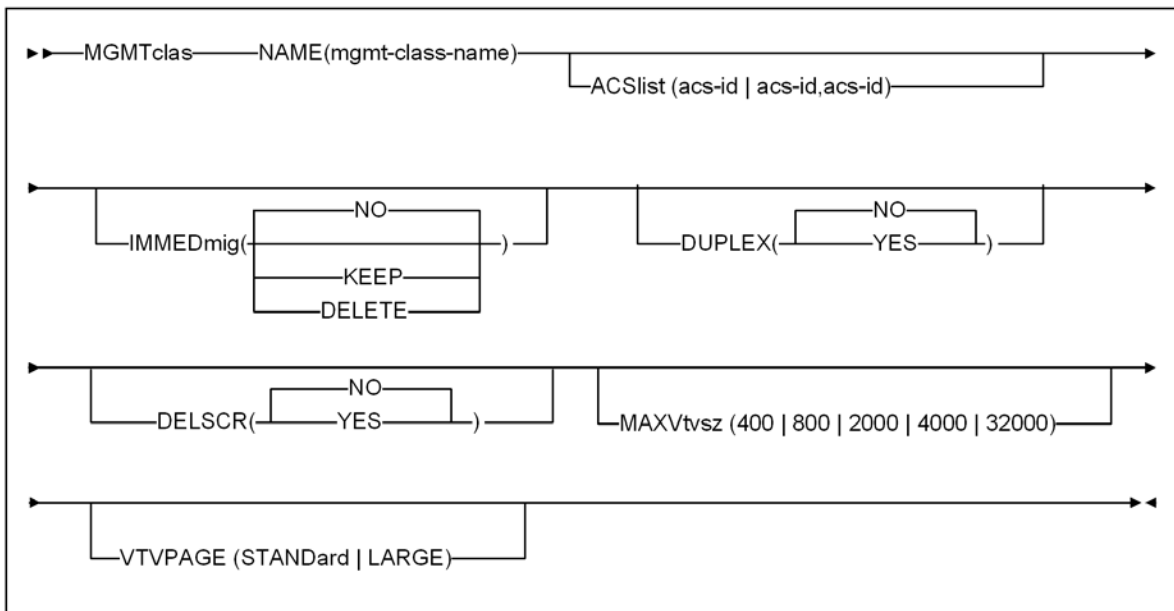 MGMTclas NAME(mgmt-class-name)
ACSlist (acs-id | acs-id,acs-id)
NO
IMMEDmig( )
KEEP
DELETE
NO
DUPLEX( YES )
NO
DELSCR( YES )
MAXVtvsz (400 | 800 | 2000 | 4000 | 32000)
VTVPAGE (STANDard | LARGE)